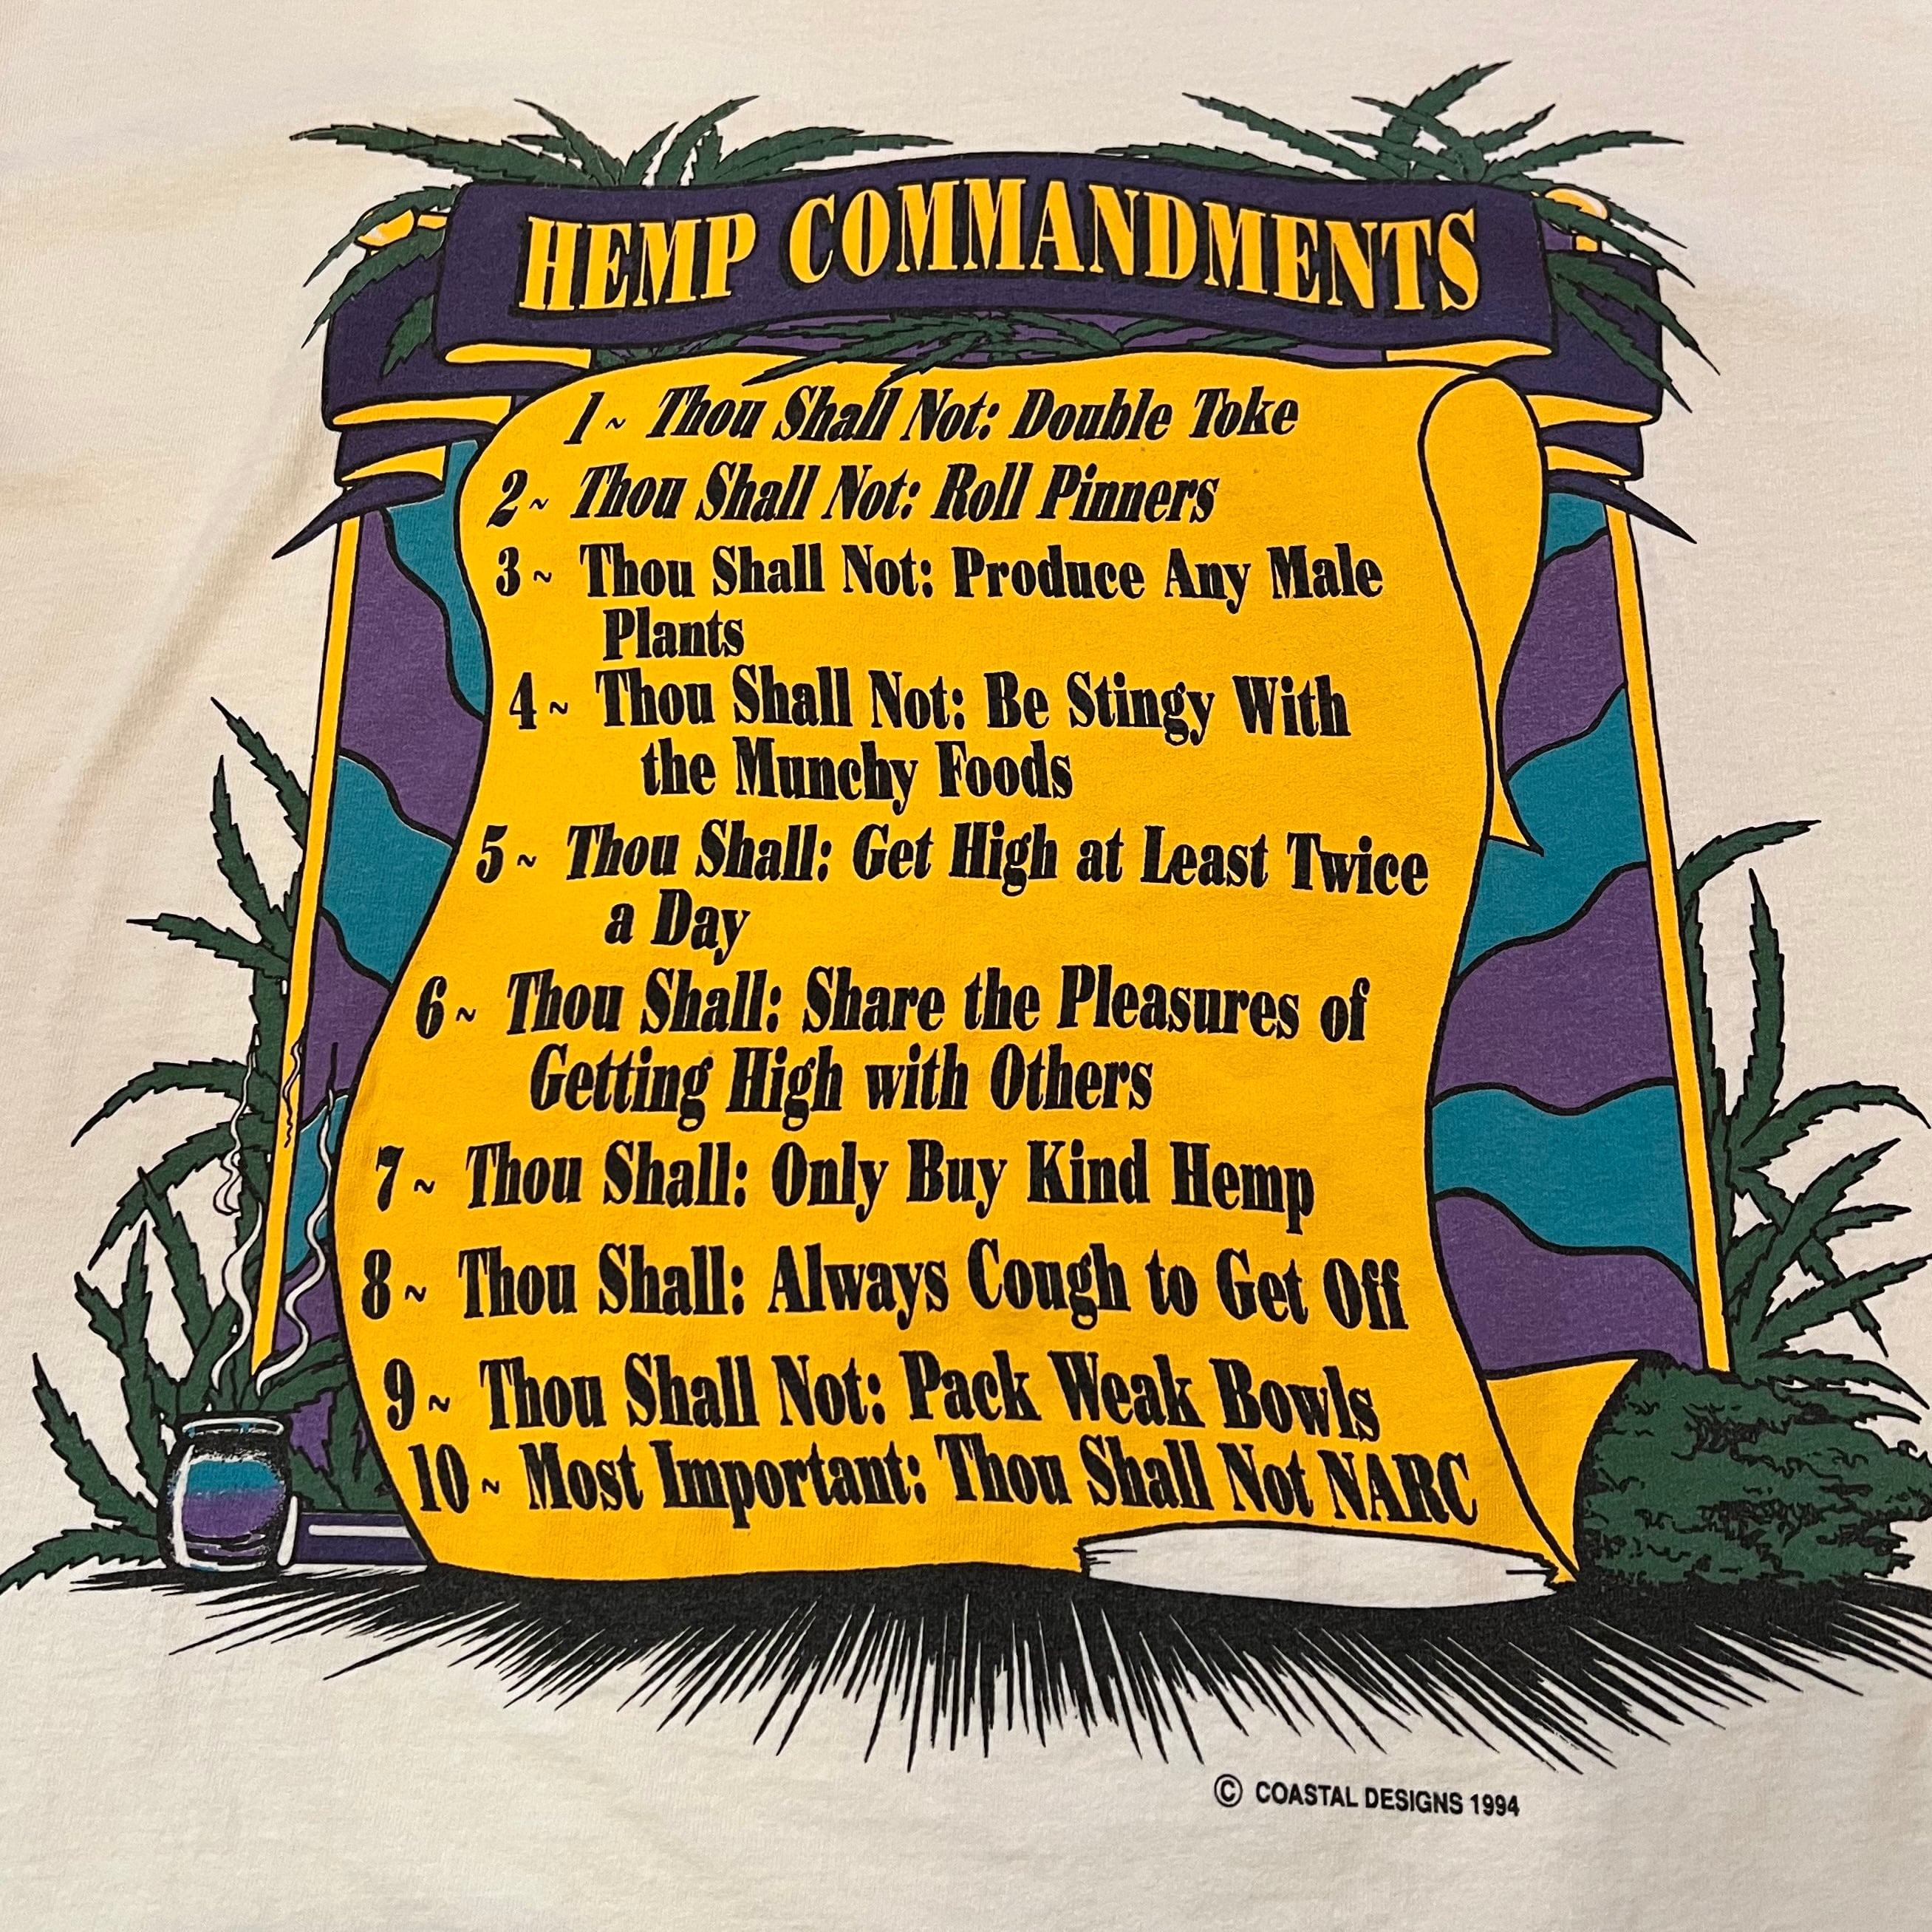 HEMP COMMANDMENTS
1 ~ Thou Shall Not: Double Toke
2 ~ Thou Shall Not: Roll Pinners
3 ~ Thou Shall Not: Produce Any Male
Plants
4 ~ Thou Shall Not: Be Stingy With
the Munchy Foods
5 ~ Thou Shall: Get High at Least Twice
a Day
6 ~ Thou Shall: Share the Pleasures of
Getting High with Others
7 ~ Thou Shall: Only Buy Kind Hemp
8 ~ Thou Shall: Always Cough to Get Off
9 ~ Thou Shall Not: Pack Weak Bowls
10 ~ Most Important: Thou Shall Not NARC
© COASTAL DESIGNS 1994